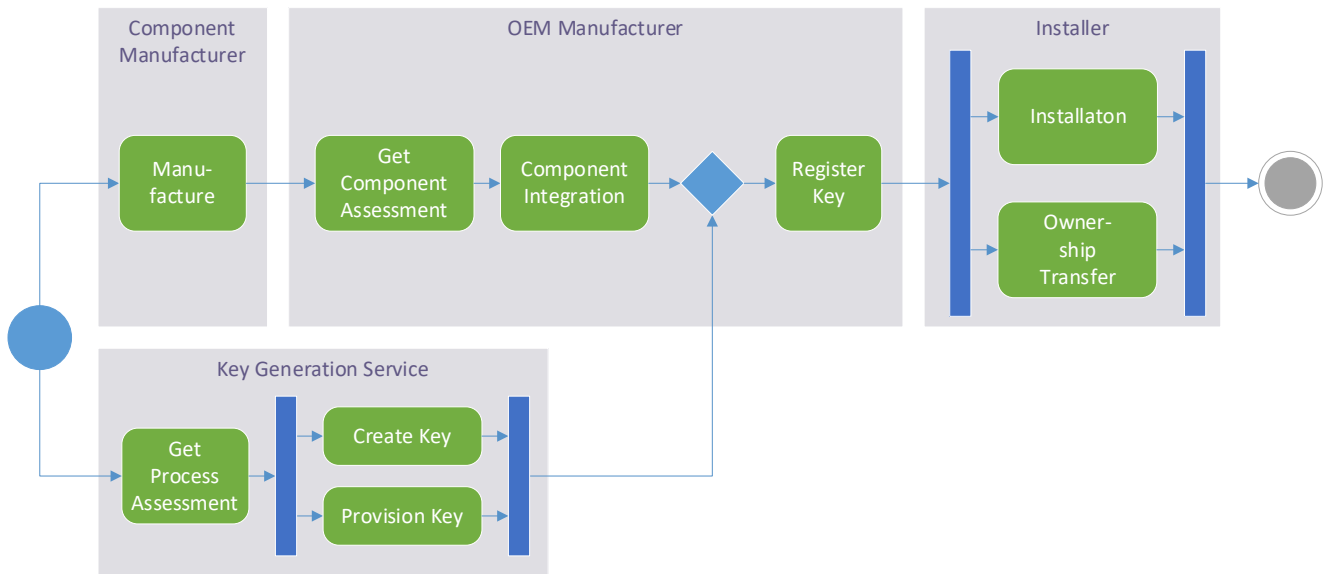 Component
Manufacturer
OEM Manufacturer
Installer
Manu-
facture
Get
Component
Assessment
Component
Integration
Register
Key
Installaton
Owner-
ship
Transfer
Key Generation Service
Get
Process
Assessment
Create Key
Provision Key